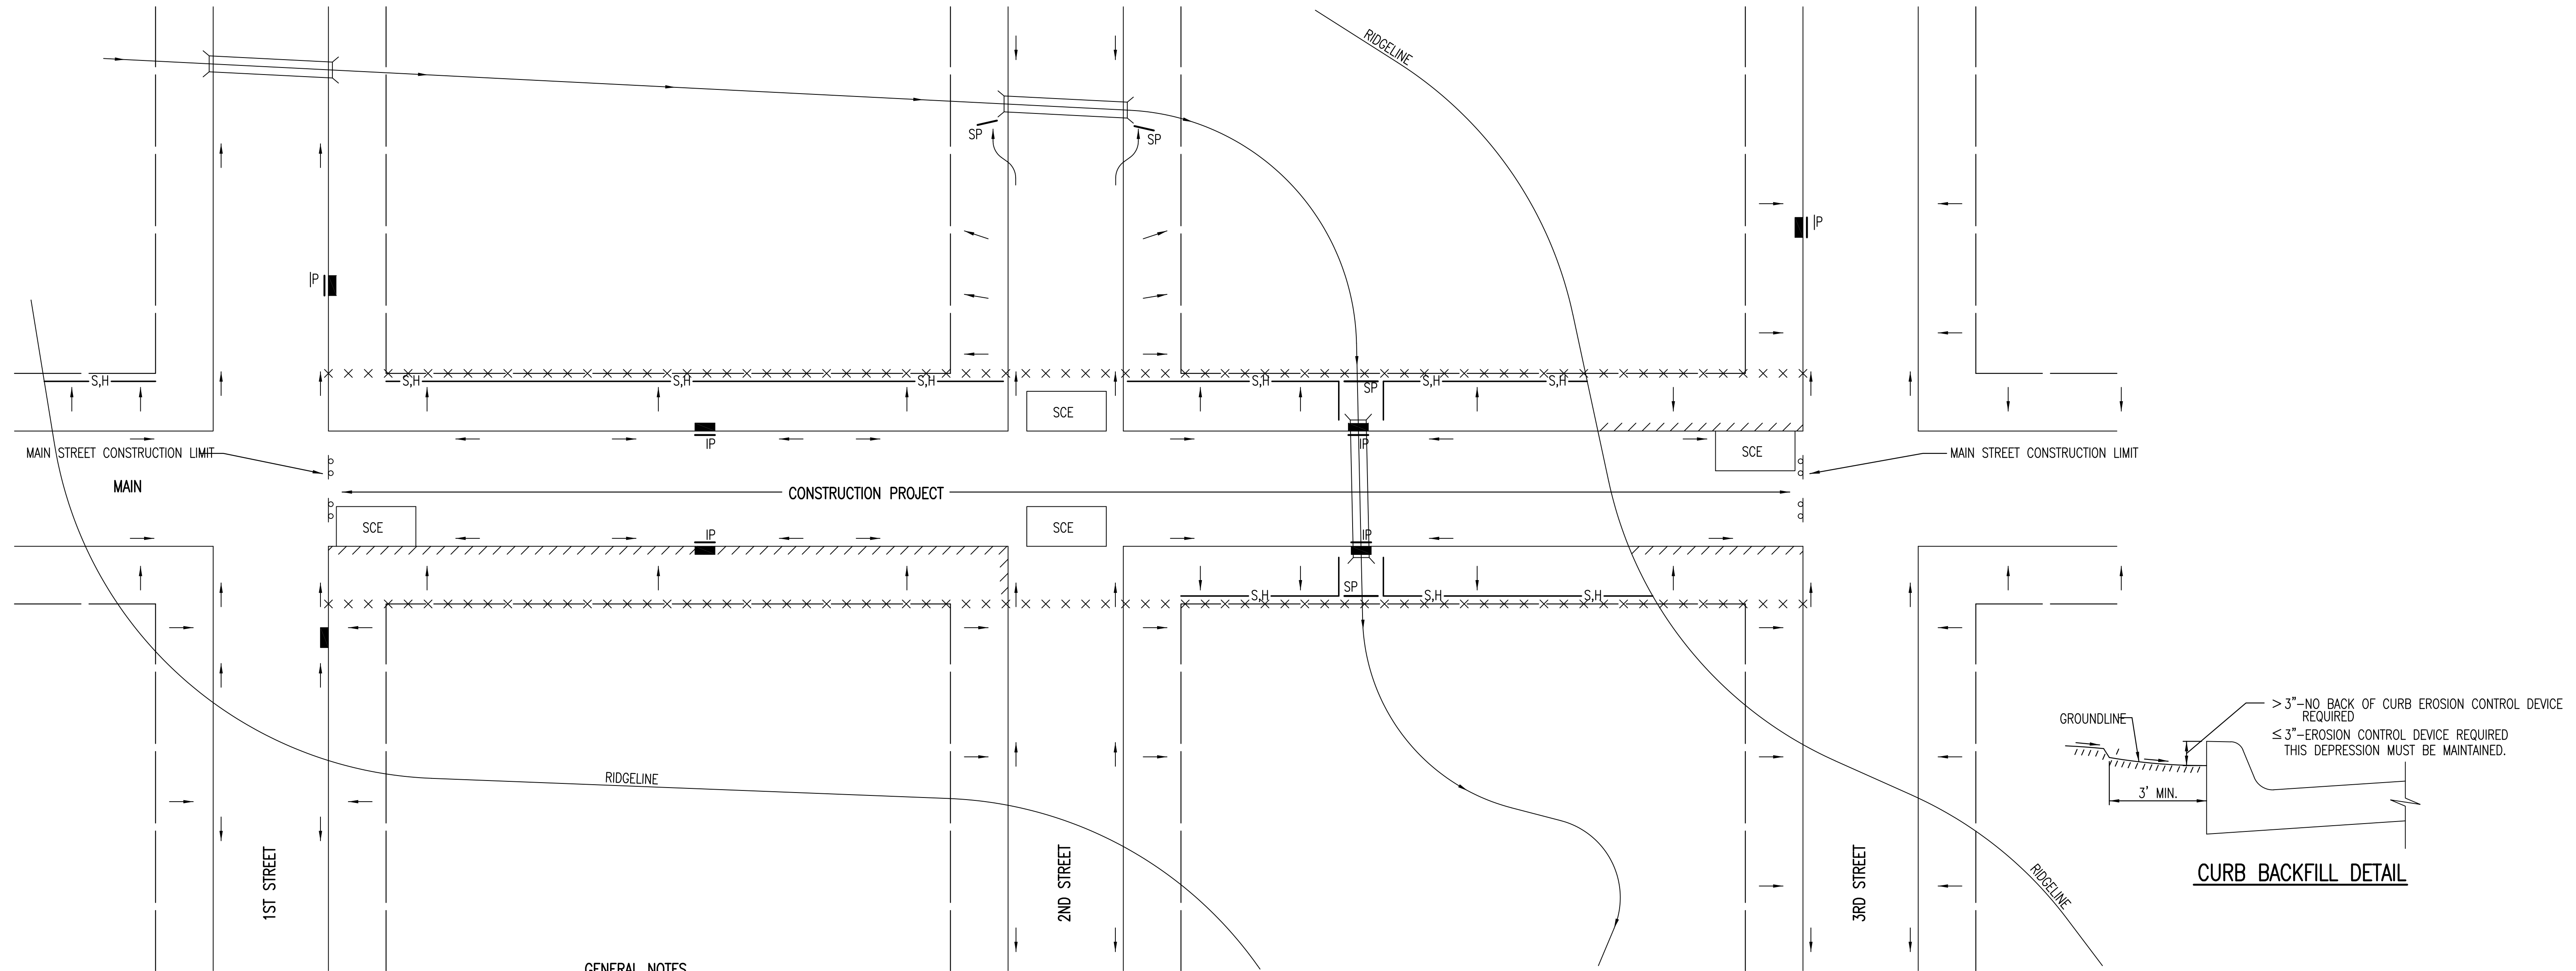 RIDGELINE
SP
SP
IP
IP
S,H
S,H
S,H
S,H
S,H
S,H
S,H
SP
SCE
IP
IP
SCE
MAIN STREET CONSTRUCTION LIMIT
MAIN STREET CONSTRUCTION LIMIT
MAIN
CONSTRUCTION PROJECT
SCE
SCE
IP
IP
S,H
SP
S,H
S,H
RIDGELINE
1ST STREET
2ND STREET
3RD STREET
RIDGELINE
GROUNDLINE
>3"-NO BACK OF CURB EROSION CONTROL DEVICE
REQUIRED
≤3"-EROSION CONTROL DEVICE REQUIRED
THIS DEPRESSION MUST BE MAINTAINED.
3' MIN.
CURB BACKFILL DETAIL
GENERAL NOTES